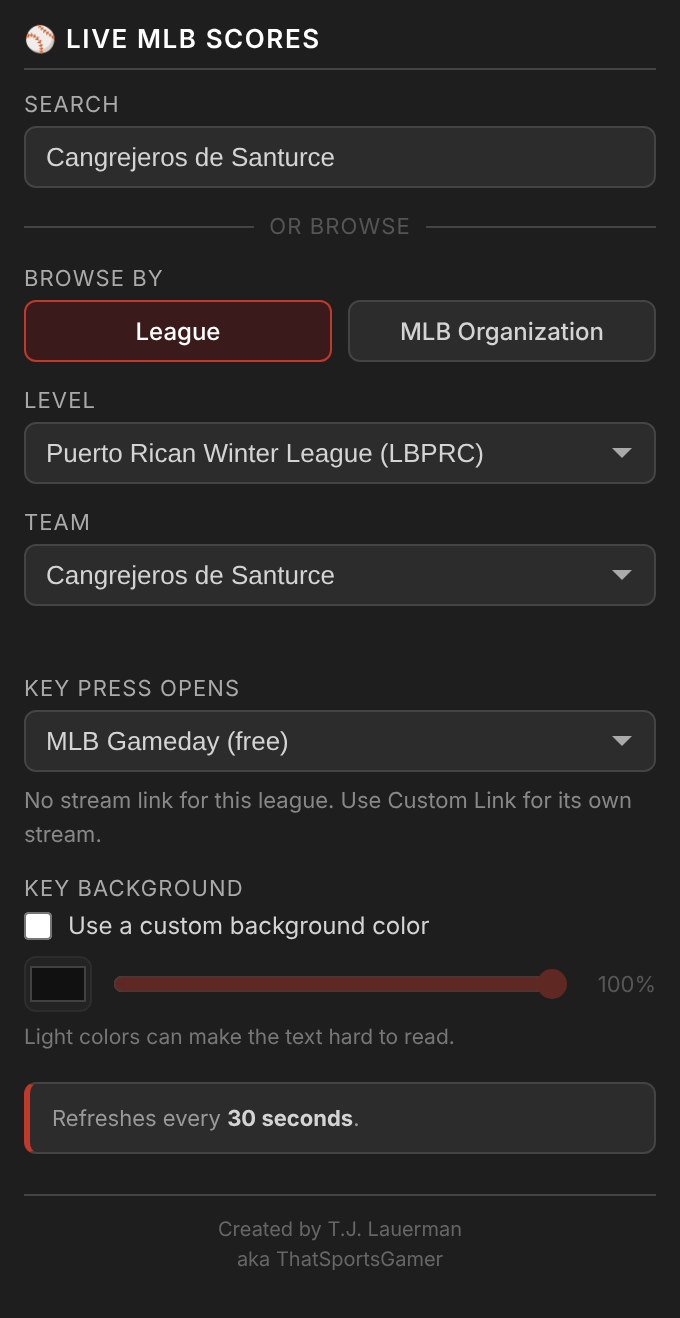 LIVE MLB SCORES
SEARCH
Cangrejeros de Santurce
OR BROWSE
BROWSE BY
League
MLB Organization
LEVEL
Puerto Rican Winter League (LBPRC)
TEAM
Cangrejeros de Santurce
KEY PRESS OPENS
MLB Gameday (free)
No stream link for this league. Use Custom Link for its own
stream.
KEY BACKGROUND
Use a custom background color
100%
Light colors can make the text hard to read.
Refreshes every 30 seconds.
Created by T.J. Lauerman
aka ThatSportsGamer